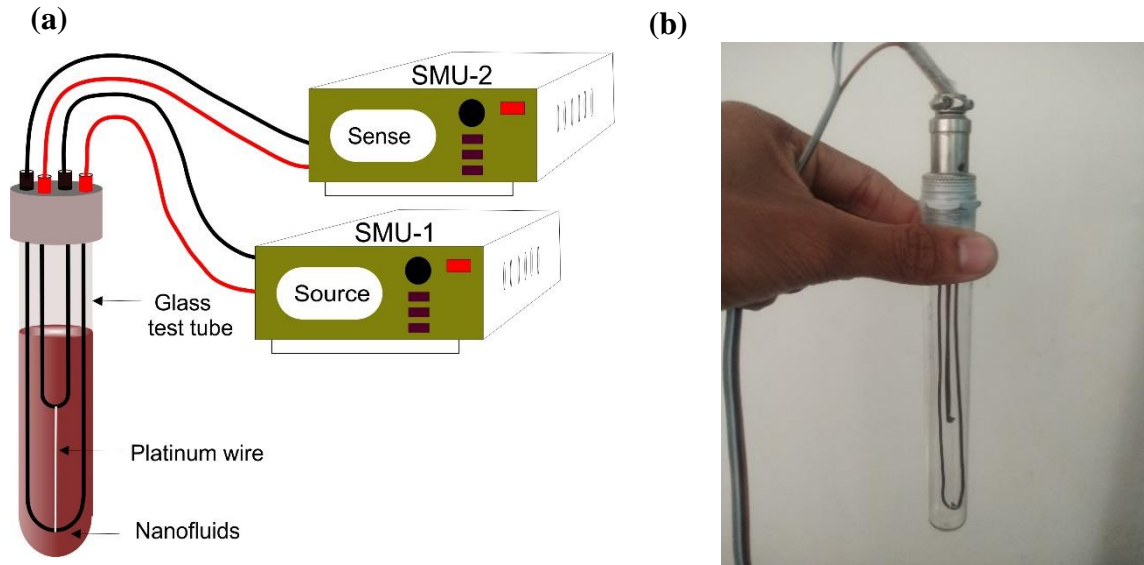 (a)
(b)
SMU-2
Sense
SMU-1
Source
Glass
test tube
Platinum wire
Nanofluids